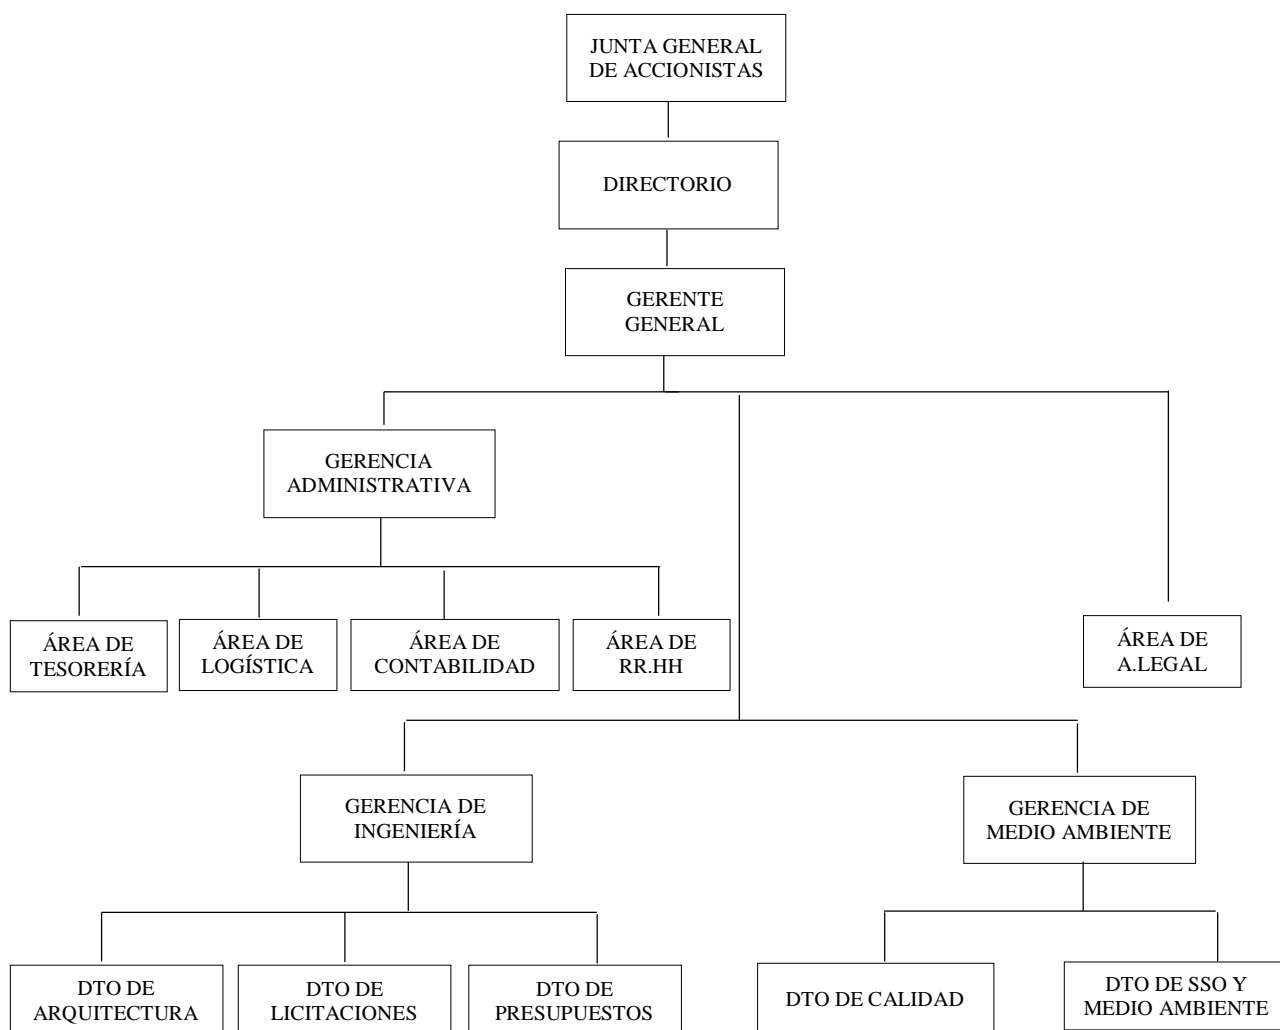 JUNTA GENERAL
DE ACCIONISTAS
DIRECTORIO
GERENTE
GENERAL
GERENCIA
ADMINISTRATIVA
ÁREA DE
TESORERÍA
ÁREA DE
LOGÍSTICA
ÁREA DE
CONTABILIDAD
ÁREA DE
RR.HH
ÁREA DE
A.LEGAL
GERENCIA DE
INGENIERÍA
GERENCIA DE
MEDIO AMBIENTE
DTO DE
ARQUITECTURA
DTO DE
LICITACIONES
DTO DE
PRESUPUESTOS
DTO DE CALIDAD
DTO DE SSO Y
MEDIO AMBIENTE